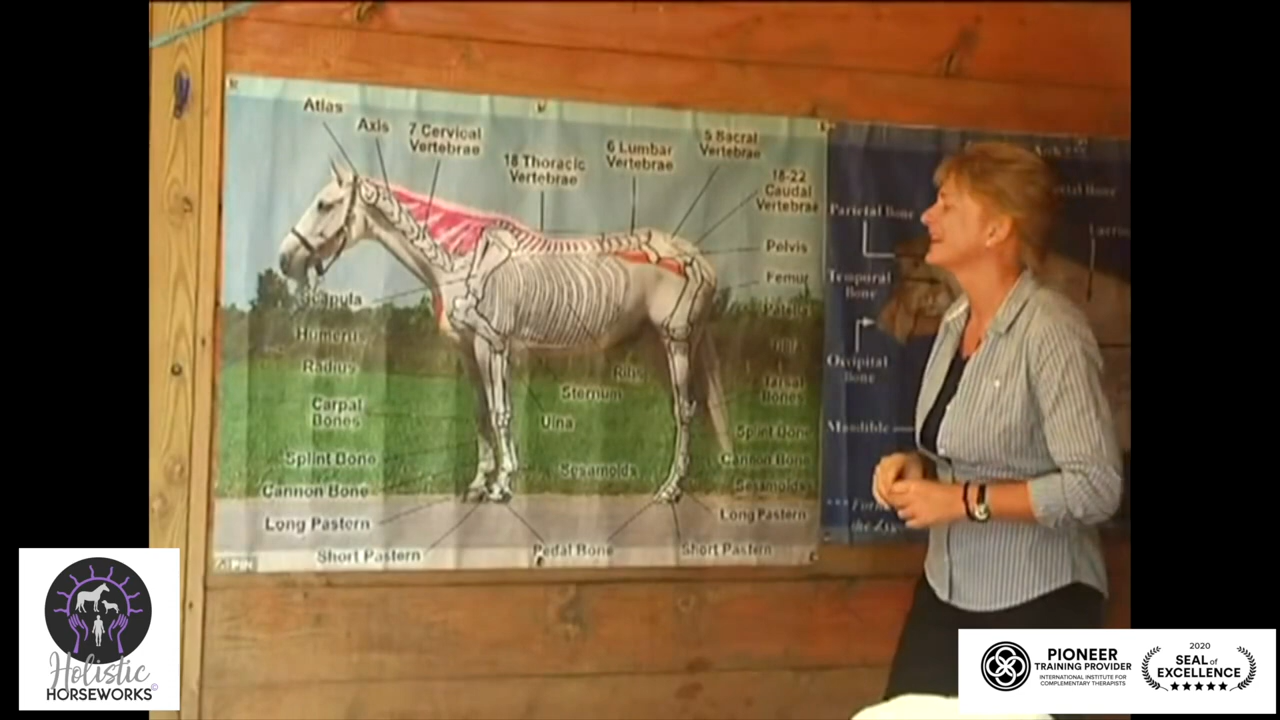 Atlas
Axis
7 Cervical
Vertebrae
18 Thoracic
Vertebrae
6 Lumbar
Vertebrae
5 Sacral
Vertebrae
18-22
Caudal
Vertebrae
Pelvis
Femur
Patella
Scapula
Humerus
Radius
Carpal
Bones
Splint Bone
Cannon Bone
Long Pastern
Short Pastern
Ribs
Sternum
Ulna
Sesamoids
Pedal Bone
Tarsal
Bones
Splint Bone
Cannon Bone
Sesamoids
Long Pastern
Short Pastern
Parietal Bone
Temporal
Bone
Occipital
Bone
Mandible
Holistic
HORSEWORKS©
PIONEER
TRAINING PROVIDER
INTERNATIONAL INSTITUTE FOR
COMPLEMENTARY THERAPISTS
2020
SEAL of
EXCELLENCE